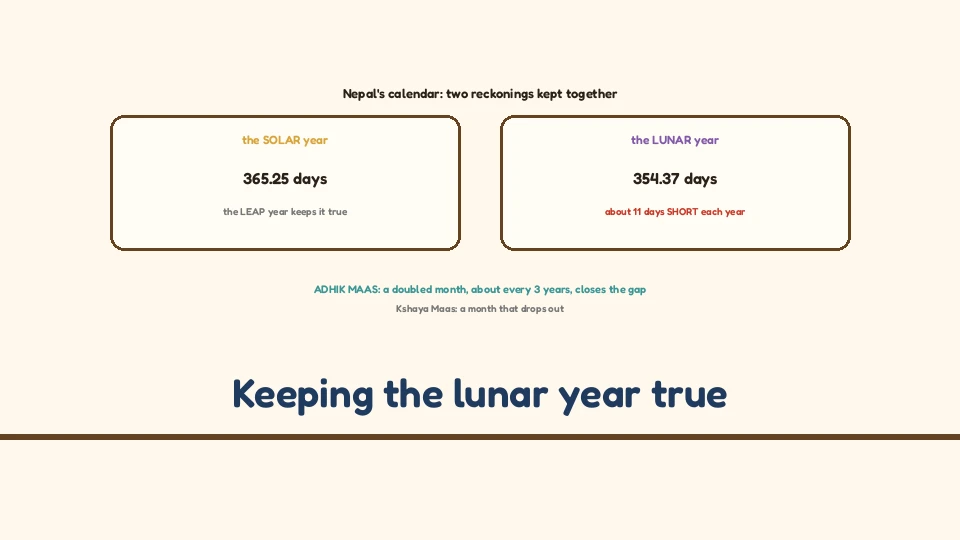 Nepal's calendar: two reckonings kept together
the SOLAR year
365.25 days
the LEAP year keeps it true
the LUNAR year
354.37 days
about 11 days SHORT each year
ADHIK MAAS: a doubled month, about every 3 years, closes the gap
Kshaya Maas: a month that drops out
Keeping the lunar year true